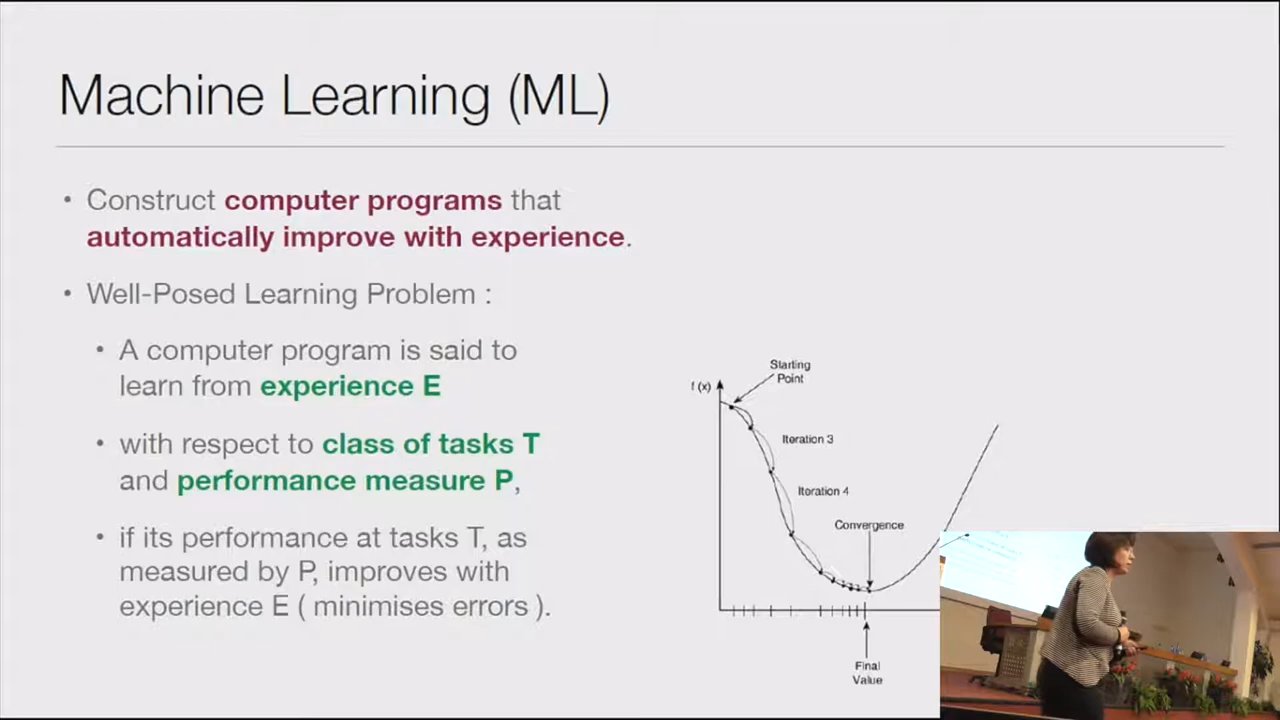 Machine Learning (ML)
• Construct computer programs that
automatically improve with experience.
• Well-Posed Learning Problem :
• A computer program is said to
learn from experience E
• with respect to class of tasks T
and performance measure P,
• if its performance at tasks T, as
measured by P, improves with
experience E ( minimises errors ).
f (x)
Starting
Point
Iteration 3
Iteration 4
Convergence
Final
Value